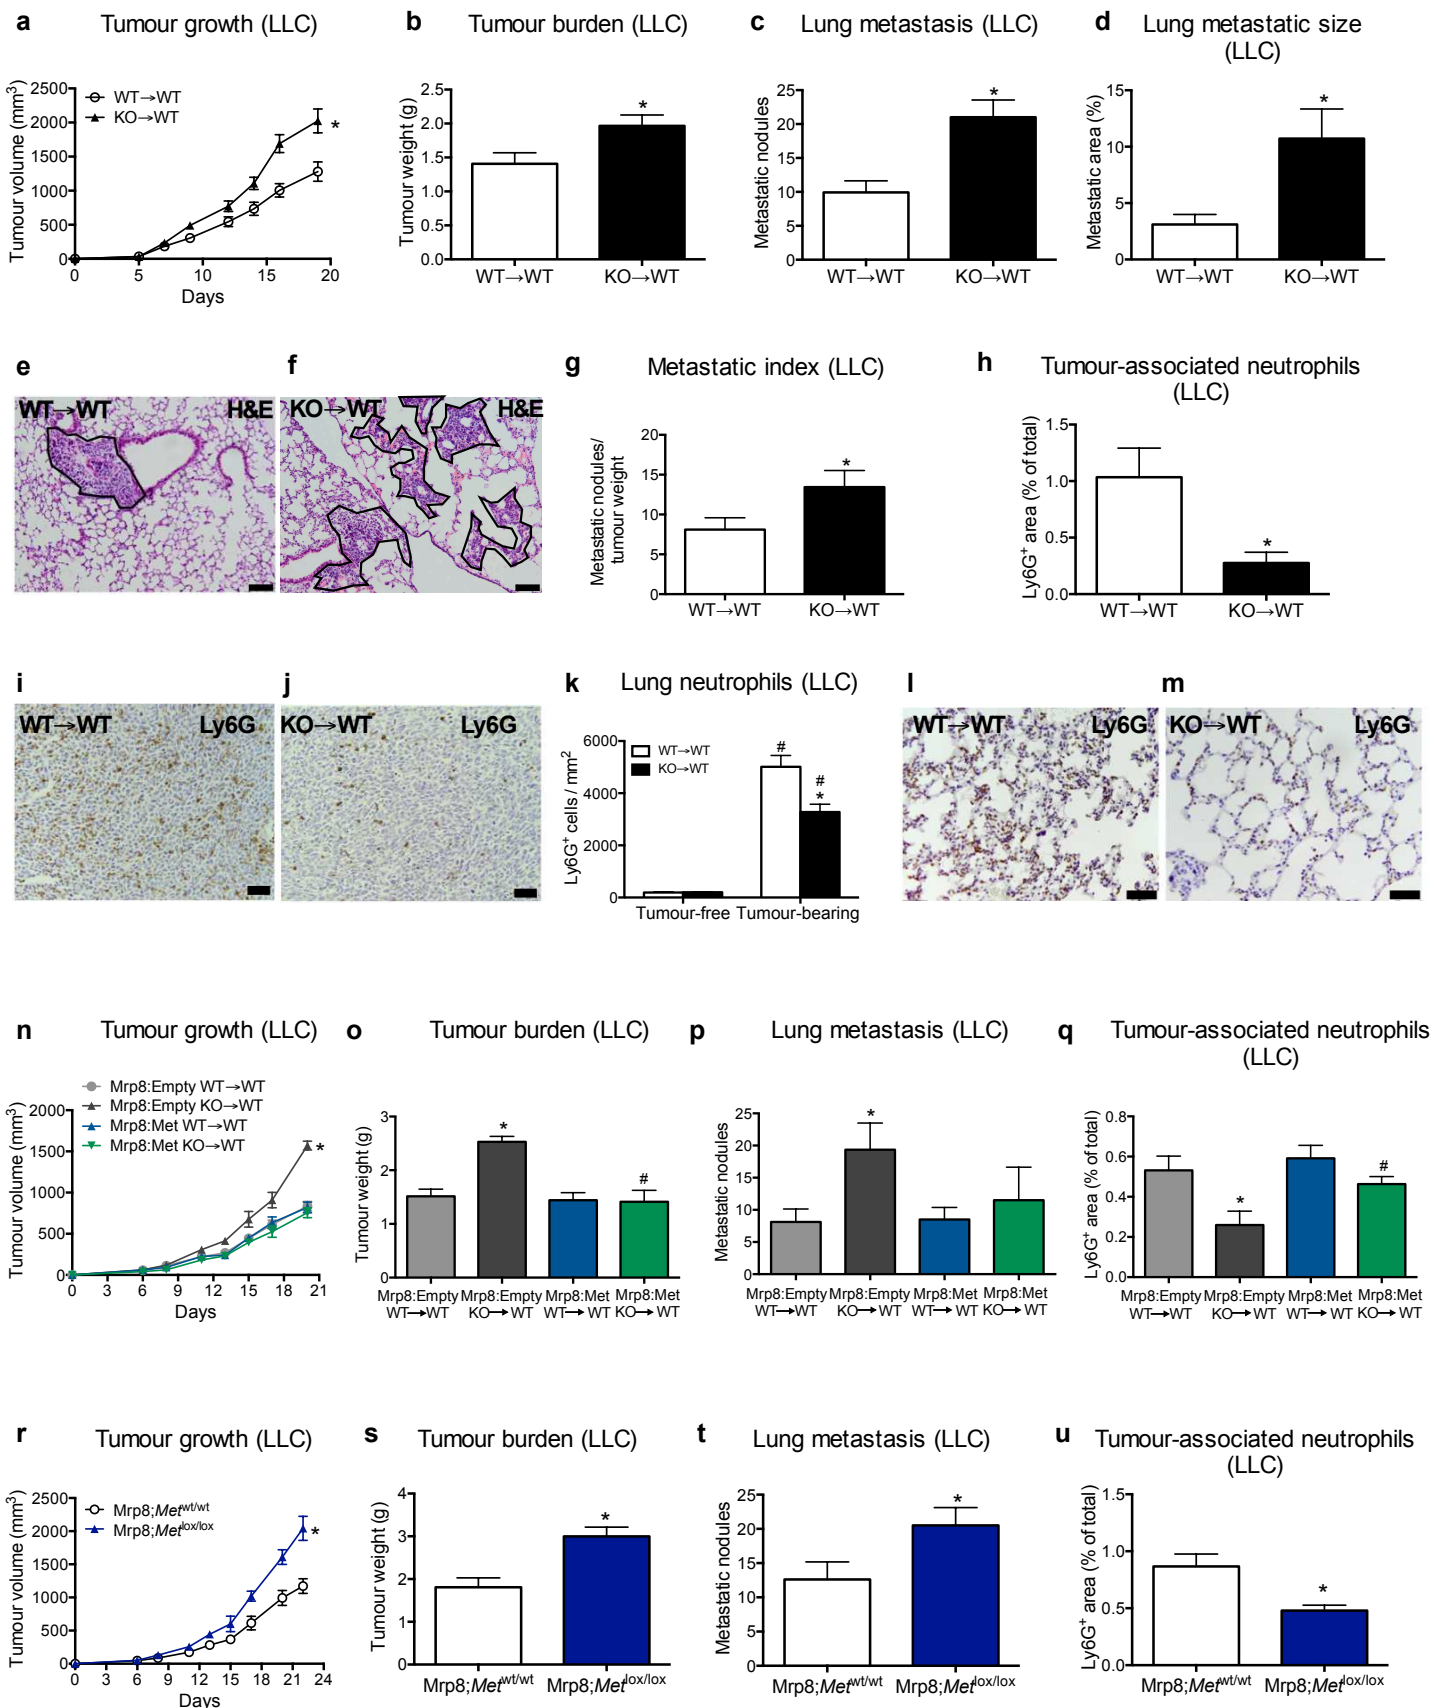 a Tumour growth (LLC)
Tumour volume (mm³)
2500
2000
1500
1000
500
0
WT→WT
KO→WT
*
0 5 10 15 20
Days
b Tumour burden (LLC)
Tumour weight (g)
2.5
2.0
1.5
1.0
0.5
0.0
*
WT→WT KO→WT
c Lung metastasis (LLC)
Metastatic nodules
25
20
15
10
5
0
*
WT→WT KO→WT
d Lung metastatic size
(LLC)
Metastatic area (%)
15
10
5
0
*
WT→WT KO→WT
e
WT→WT H&E
f
KO→WT H&E
g Metastatic index (LLC)
Metastatic nodules/
tumour weight
20
15
10
5
0
*
WT→WT KO→WT
h Tumour-associated neutrophils
(LLC)
Ly6G⁺ area (% of total)
1.5
1.0
0.5
0.0
*
WT→WT KO→WT
i
WT→WT Ly6G
j
KO→WT Ly6G
k Lung neutrophils (LLC)
Ly6G⁺ cells / mm²
6000
4000
2000
0
WT→WT
KO→WT
#
#
*
Tumour-free Tumour-bearing
l
WT→WT Ly6G
m
KO→WT Ly6G
n Tumour growth (LLC)
Mrp8:Empty WT→WT
Mrp8:Empty KO→WT
Mrp8:Met WT→WT
Mrp8:Met KO→WT
Tumour volume (mm³)
2000
1500
1000
500
0
*
0 3 6 9 12 15 18 21
Days
o Tumour burden (LLC)
Tumour weight (g)
3
2
1
0
*
#
Mrp8:Empty Mrp8:Empty Mrp8:Met Mrp8:Met
WT→WT KO→WT WT→WT KO→WT
p Lung metastasis (LLC)
Metastatic nodules
25
20
15
10
5
0
*
Mrp8:Empty Mrp8:Empty Mrp8:Met Mrp8:Met
WT→WT KO→WT WT→WT KO→WT
q Tumour-associated neutrophils
(LLC)
Ly6G⁺ area (% of total)
0.8
0.6
0.4
0.2
0.0
*
#
Mrp8:Empty Mrp8:Empty Mrp8:Met Mrp8:Met
WT→WT KO→WT WT→WT KO→WT
r Tumour growth (LLC)
Tumour volume (mm³)
2500
2000
1500
1000
500
0
Mrp8;Met^wt/wt
Mrp8;Met^lox/lox
*
0 3 6 9 12 15 18 21 24
Days
s Tumour burden (LLC)
Tumour weight (g)
4
3
2
1
0
*
Mrp8;Met^wt/wt Mrp8;Met^lox/lox
t Lung metastasis (LLC)
Metastatic nodules
25
20
15
10
5
0
*
Mrp8;Met^wt/wt Mrp8;Met^lox/lox
u Tumour-associated neutrophils
(LLC)
Ly6G⁺ area (% of total)
1.5
1.0
0.5
0.0
*
Mrp8;Met^wt/wt Mrp8;Met^lox/lox